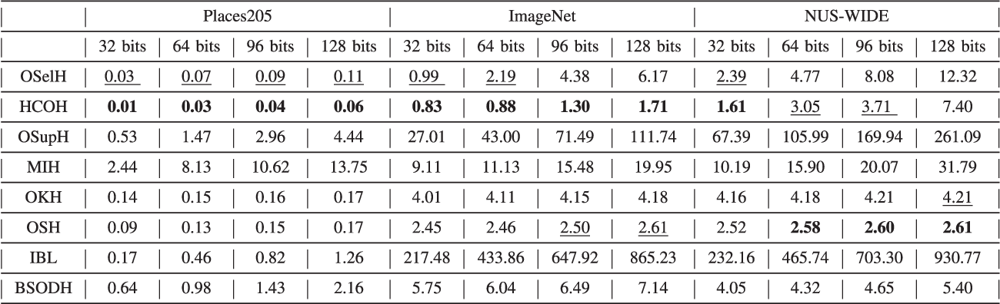 Places205 ImageNet NUS-WIDE
32 bits 64 bits 96 bits 128 bits 32 bits 64 bits 96 bits 128 bits 32 bits 64 bits 96 bits 128 bits
OSelH 0.03 0.07 0.09 0.11 0.99 2.19 4.38 6.17 2.39 4.77 8.08 12.32
HCOH 0.01 0.03 0.04 0.06 0.83 0.88 1.30 1.71 1.61 3.05 3.71 7.40
OSupH 0.53 1.47 2.96 4.44 27.01 43.00 71.49 111.74 67.39 105.99 169.94 261.09
MIH 2.44 8.13 10.62 13.75 9.11 11.13 15.48 19.95 10.19 15.90 20.07 31.79
OKH 0.14 0.15 0.16 0.17 4.01 4.11 4.15 4.18 4.16 4.18 4.21 4.21
OSH 0.09 0.13 0.15 0.17 2.45 2.46 2.50 2.61 2.52 2.58 2.60 2.61
IBL 0.17 0.46 0.82 1.26 217.48 433.86 647.92 865.23 232.16 465.74 703.30 930.77
BSODH 0.64 0.98 1.43 2.16 5.75 6.04 6.49 7.14 4.05 4.32 4.65 5.40